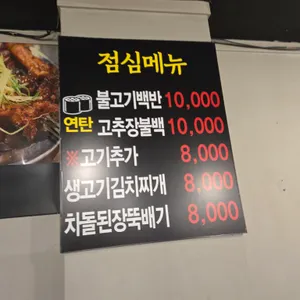 점심메뉴
불고기백반 10,000
연탄 고추장불백 10,000
※고기추가 8,000
생고기김치찌개 8,000
차돌된장뚝배기 8,000